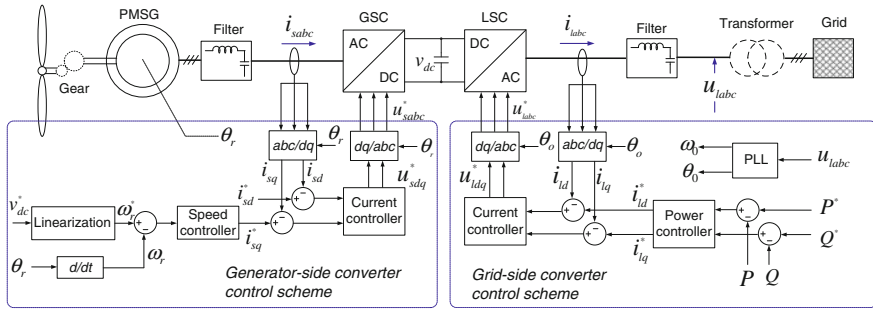 PMSG Filter i_sabc GSC LSC i_labc Filter Transformer Grid
AC DC v_dc DC AC
Gear
u_labc
θ_r
u*_sabc u*_labc
abc/dq θ_r dq/abc θ_r
dq/abc θ_o abc/dq θ_o
ω_0 θ_0 PLL u_labc
i_sq i_sd u*_sdq
u*_ldq i_ld i_lq
v*_dc Linearization ω*_r + − Speed controller i*_sd i*_sq + − + − Current controller
Current controller + − + − i*_ld i*_lq Power controller + − + − P* Q*
θ_r d/dt ω_r
P Q
Generator-side converter
control scheme
Grid-side converter
control scheme